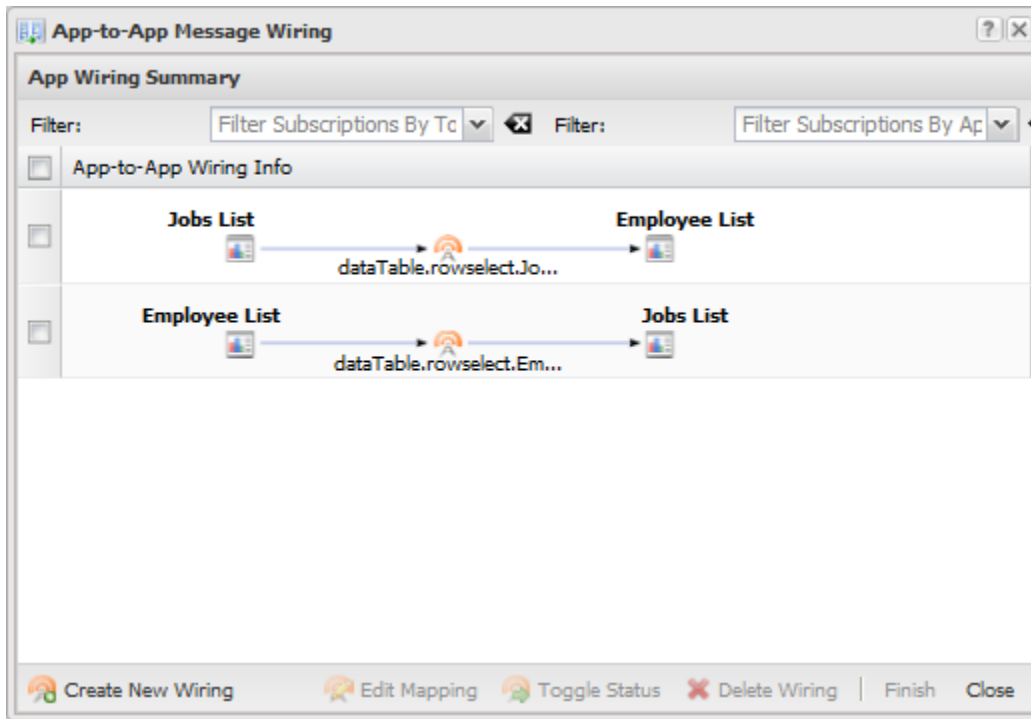 App-to-App Message Wiring
App Wiring Summary
Filter: Filter Subscriptions By Tc Filter: Filter Subscriptions By Ap
App-to-App Wiring Info
Jobs List Employee List
dataTable.rowselect.Jo...
Employee List Jobs List
dataTable.rowselect.Em...
Create New Wiring Edit Mapping Toggle Status Delete Wiring Finish Close